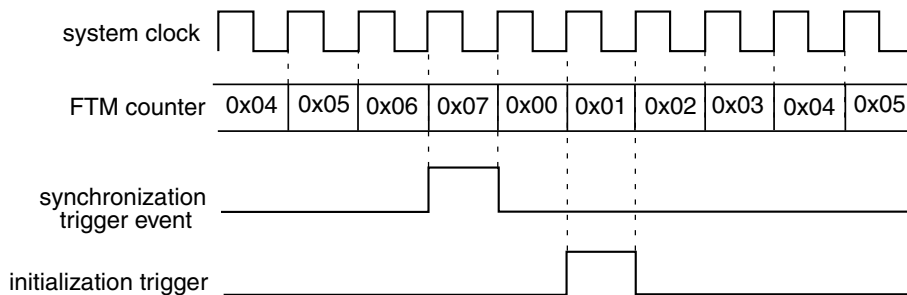 system clock
FTM counter
0x04 0x05 0x06 0x07 0x00 0x01 0x02 0x03 0x04 0x05
synchronization
trigger event
initialization trigger